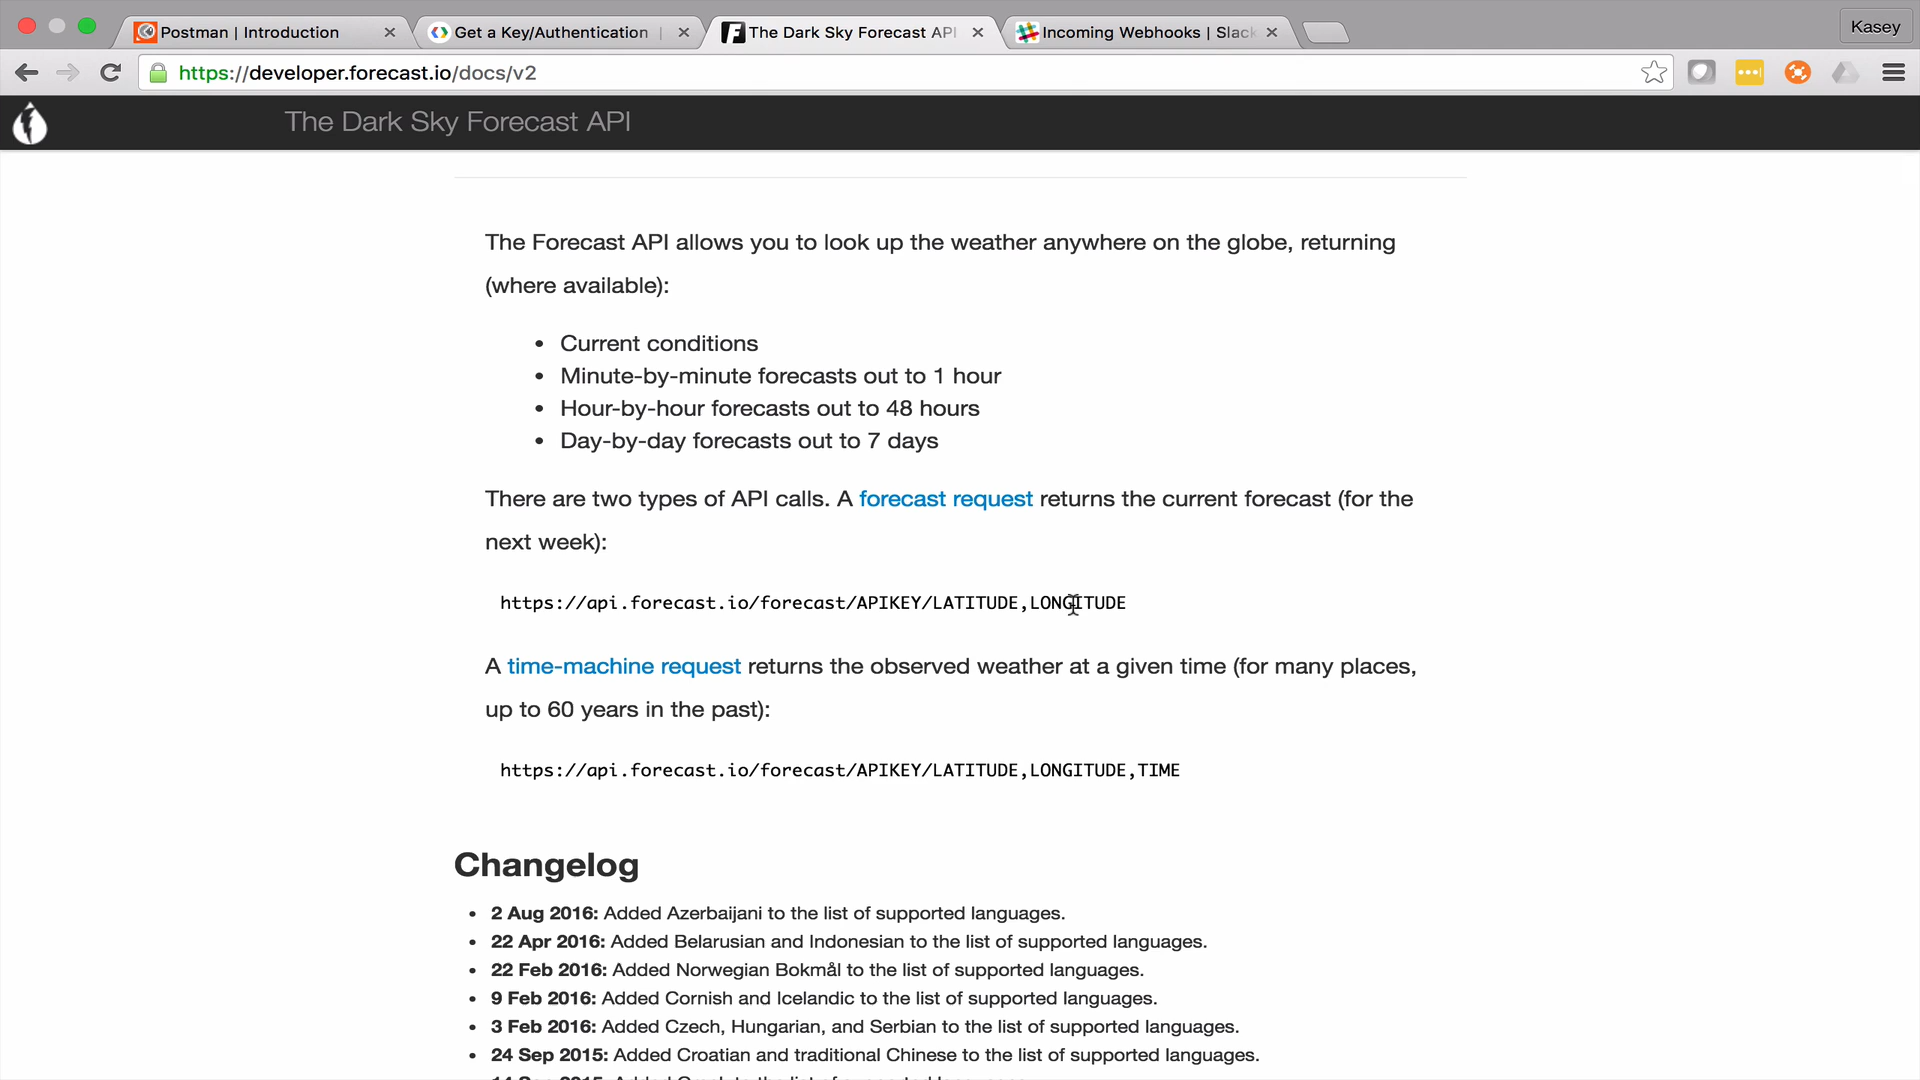 Postman | Introduction
Get a Key/Authentication |
The Dark Sky Forecast API
Incoming Webhooks | Slack
Kasey
https://developer.forecast.io/docs/v2
The Dark Sky Forecast API
The Forecast API allows you to look up the weather anywhere on the globe, returning
(where available):
• Current conditions
• Minute-by-minute forecasts out to 1 hour
• Hour-by-hour forecasts out to 48 hours
• Day-by-day forecasts out to 7 days
There are two types of API calls. A forecast request returns the current forecast (for the
next week):
https://api.forecast.io/forecast/APIKEY/LATITUDE,LONGITUDE
A time-machine request returns the observed weather at a given time (for many places,
up to 60 years in the past):
https://api.forecast.io/forecast/APIKEY/LATITUDE,LONGITUDE,TIME
Changelog
• 2 Aug 2016: Added Azerbaijani to the list of supported languages.
• 22 Apr 2016: Added Belarusian and Indonesian to the list of supported languages.
• 22 Feb 2016: Added Norwegian Bokmål to the list of supported languages.
• 9 Feb 2016: Added Cornish and Icelandic to the list of supported languages.
• 3 Feb 2016: Added Czech, Hungarian, and Serbian to the list of supported languages.
• 24 Sep 2015: Added Croatian and traditional Chinese to the list of supported languages.